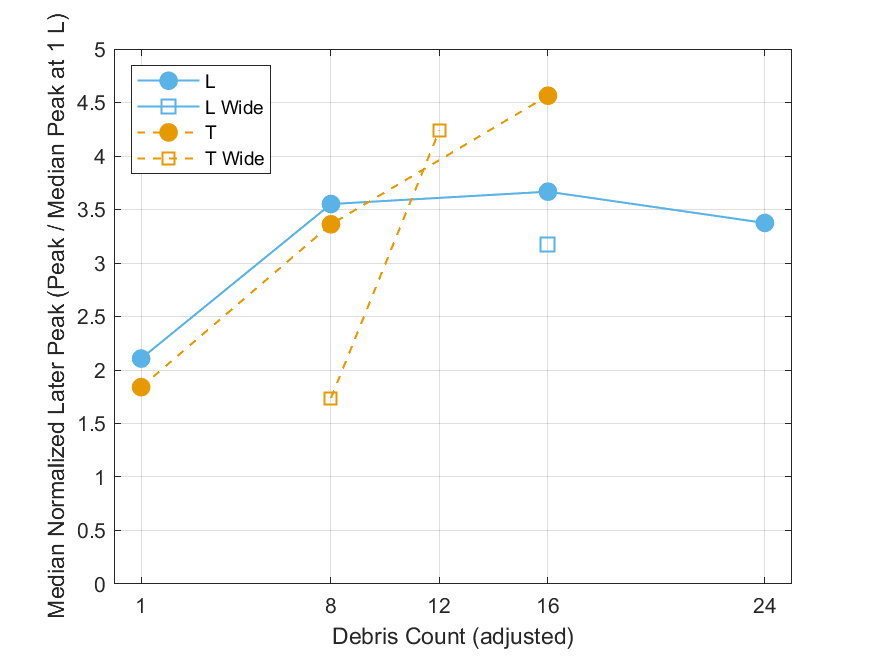 Median Normalized Later Peak (Peak / Median Peak at 1 L)
5
4.5
4
3.5
3
2.5
2
1.5
1
0.5
0
L
L Wide
T
T Wide
1 8 12 16 24
Debris Count (adjusted)